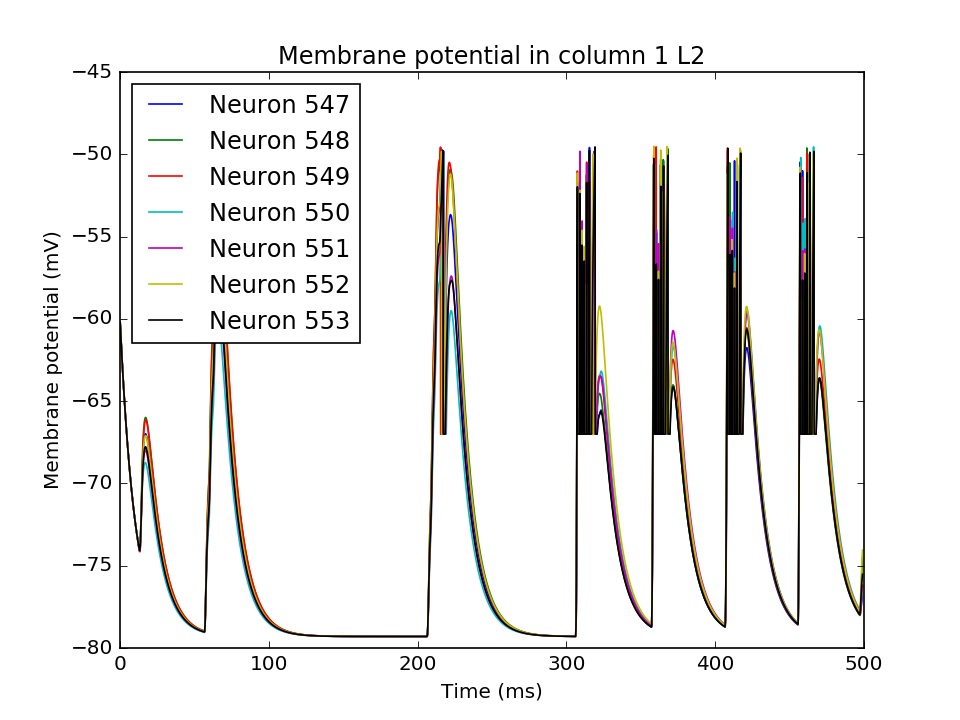 Membrane potential in column 1 L2
Membrane potential (mV)
−45
−50
−55
−60
−65
−70
−75
−80
Neuron 547
Neuron 548
Neuron 549
Neuron 550
Neuron 551
Neuron 552
Neuron 553
0 100 200 300 400 500
Time (ms)